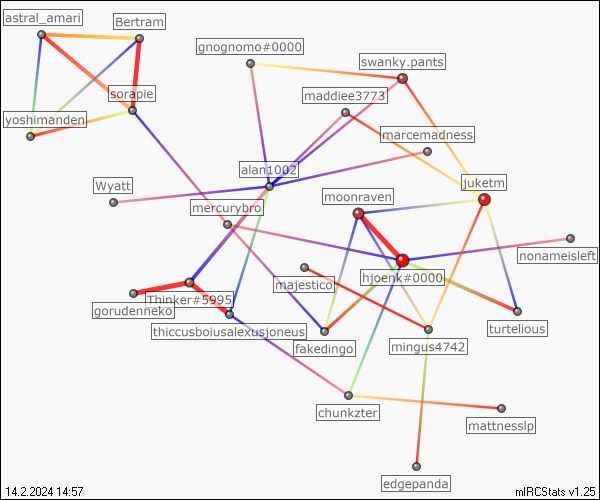 astral_amari
Bertram
gnognomo#0000
swanky.pants
sorapie
maddiee3773
yoshimanden
marcemadness
alan1002
Wyatt
juketm
moonraven
mercurybro
nonameisleft
hjoenk#0000
majestico
Thinker#5995
gorudenneko
turtelious
thiccusboiusalexusjoneus
fakedingo
mingus4742
chunkzter
mattnesslp
edgepanda
14.2.2024 14:57
mIRCStats v1.25